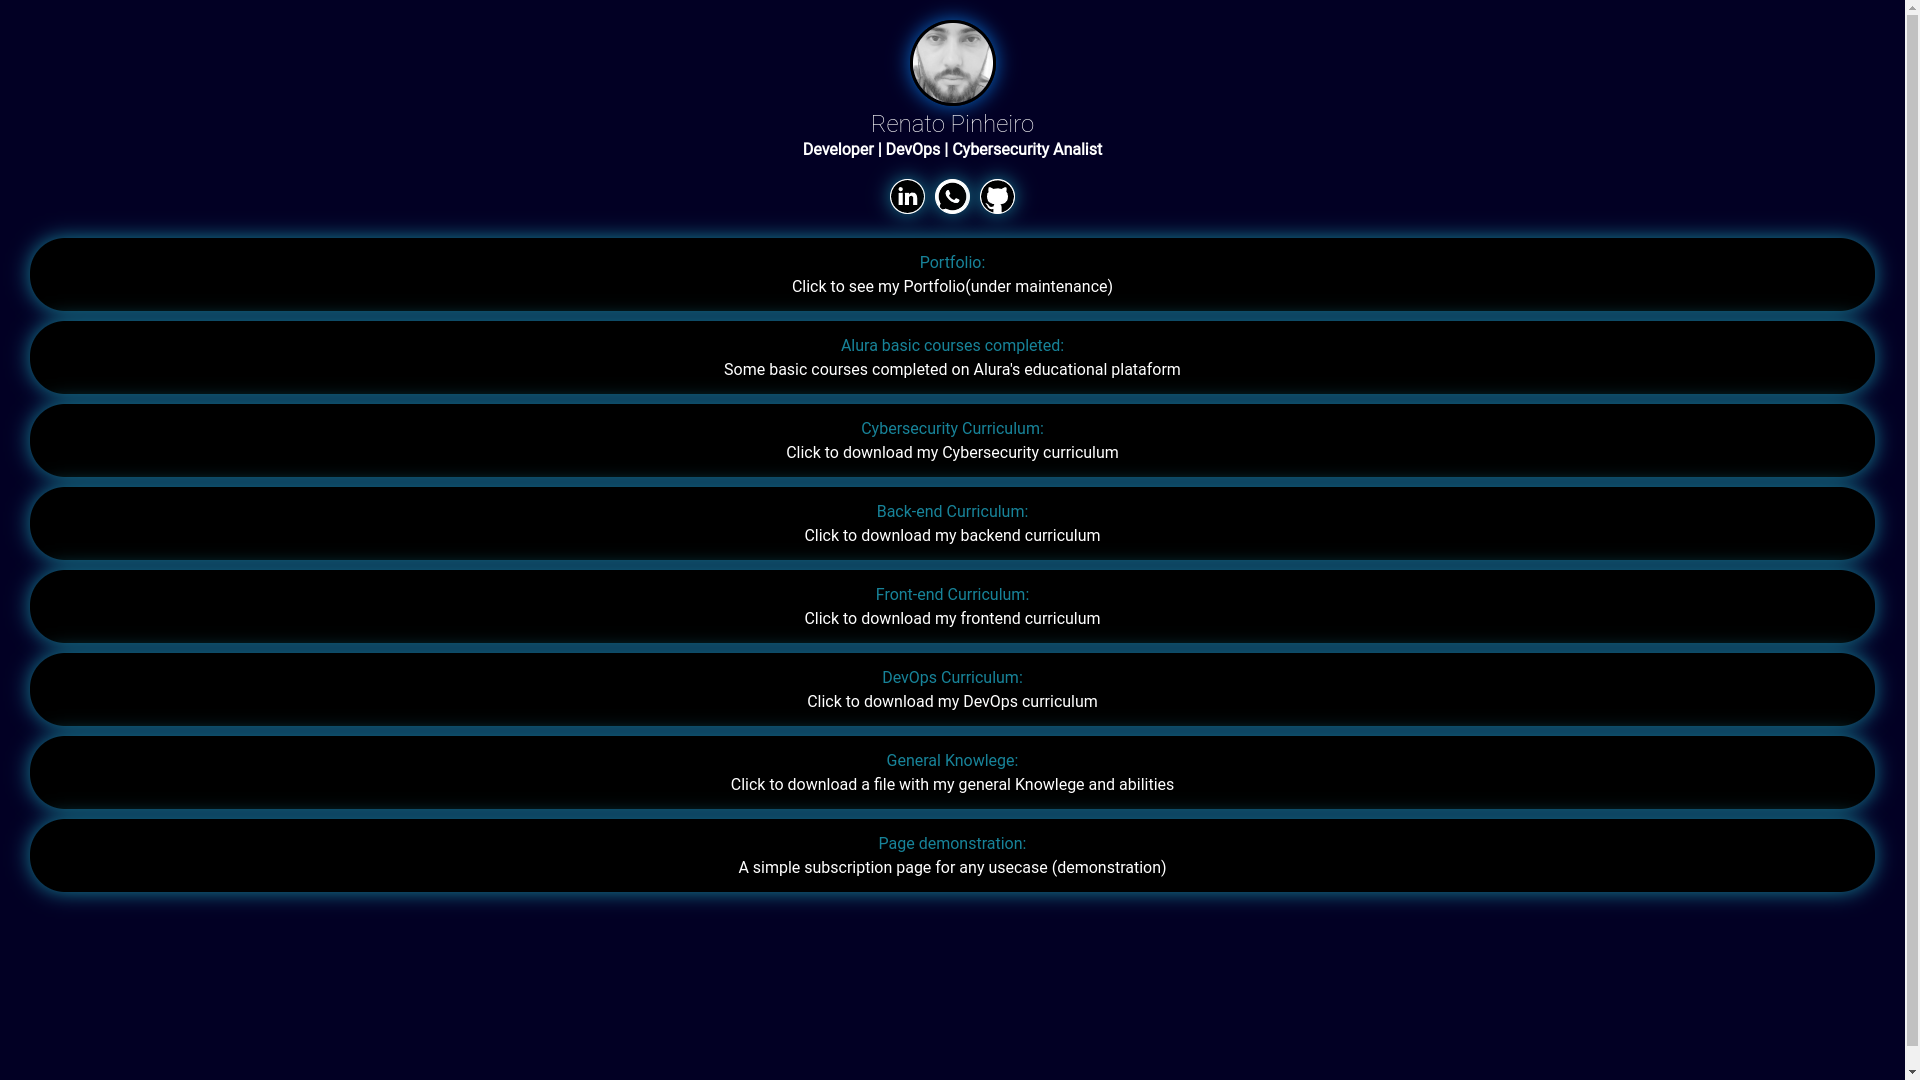 Renato Pinheiro
Developer | DevOps | Cybersecurity Analist
in
Portfolio:
Click to see my Portfolio(under maintenance)
Alura basic courses completed:
Some basic courses completed on Alura's educational plataform
Cybersecurity Curriculum:
Click to download my Cybersecurity curriculum
Back-end Curriculum:
Click to download my backend curriculum
Front-end Curriculum:
Click to download my frontend curriculum
DevOps Curriculum:
Click to download my DevOps curriculum
General Knowlege:
Click to download a file with my general Knowlege and abilities
Page demonstration:
A simple subscription page for any usecase (demonstration)